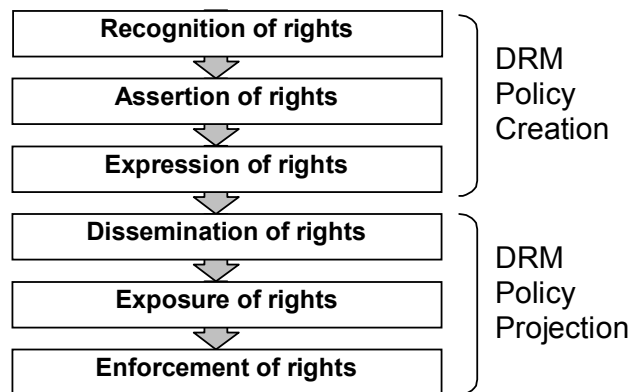 Recognition of rights
Assertion of rights
Expression of rights
DRM
Policy
Creation
Dissemination of rights
Exposure of rights
Enforcement of rights
DRM
Policy
Projection